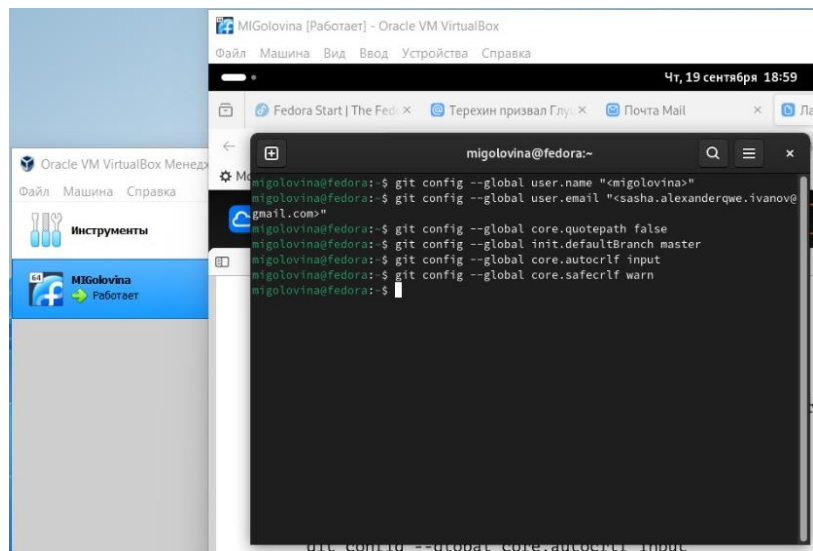 MIGolovina [Работает] - Oracle VM VirtualBox
Файл Машина Вид Ввод Устройства Справка
Чт, 19 сентября 18:59
Fedora Start | The Fed
Терехин призвал Глу
Почта Mail
migolovina@fedora:~
migolovina@fedora:~$ git config --global user.name "<migolovina>"
migolovina@fedora:~$ git config --global user.email "<sasha.alexanderqwe.ivanov@
gmail.com>"
migolovina@fedora:~$ git config --global core.quotepath false
migolovina@fedora:~$ git config --global init.defaultBranch master
migolovina@fedora:~$ git config --global core.autocrlf input
migolovina@fedora:~$ git config --global core.safecrlf warn
migolovina@fedora:~$
Oracle VM VirtualBox Менед
Файл Машина Справка
Инструменты
64
MIGolovina
Работает
git config --global core.autocrlf input